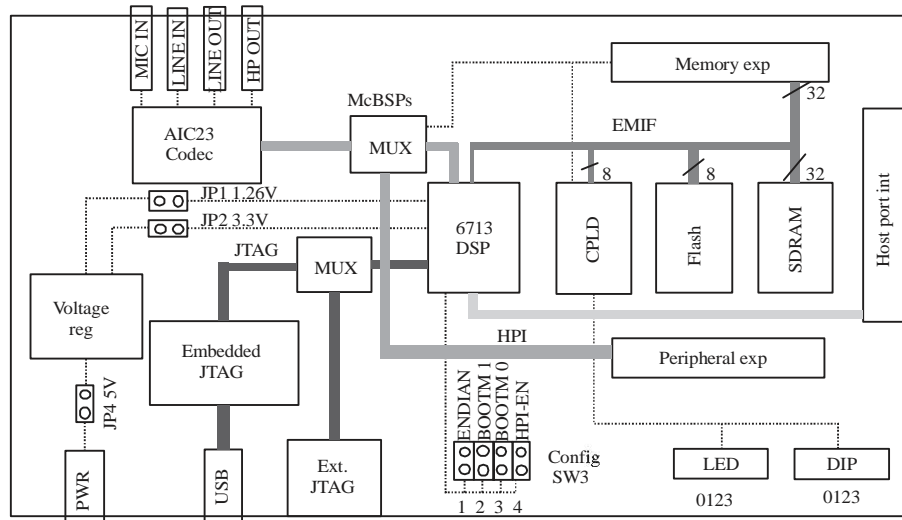 MIC IN
LINE IN
LINE OUT
HP OUT
Memory exp
32
McBSPs
EMIF
AIC23
Codec
MUX
8
8
32
JP1 1.26V
JP2 3.3V
6713
DSP
CPLD
Flash
SDRAM
Host port int
JTAG
MUX
Voltage
reg
HPI
Embedded
JTAG
Peripheral exp
JP4 5V
ENDIAN
BOOTM 1
BOOTM 0
HPI-EN
Config
SW3
PWR
USB
Ext.
JTAG
LED
DIP
1 2 3 4
0123
0123